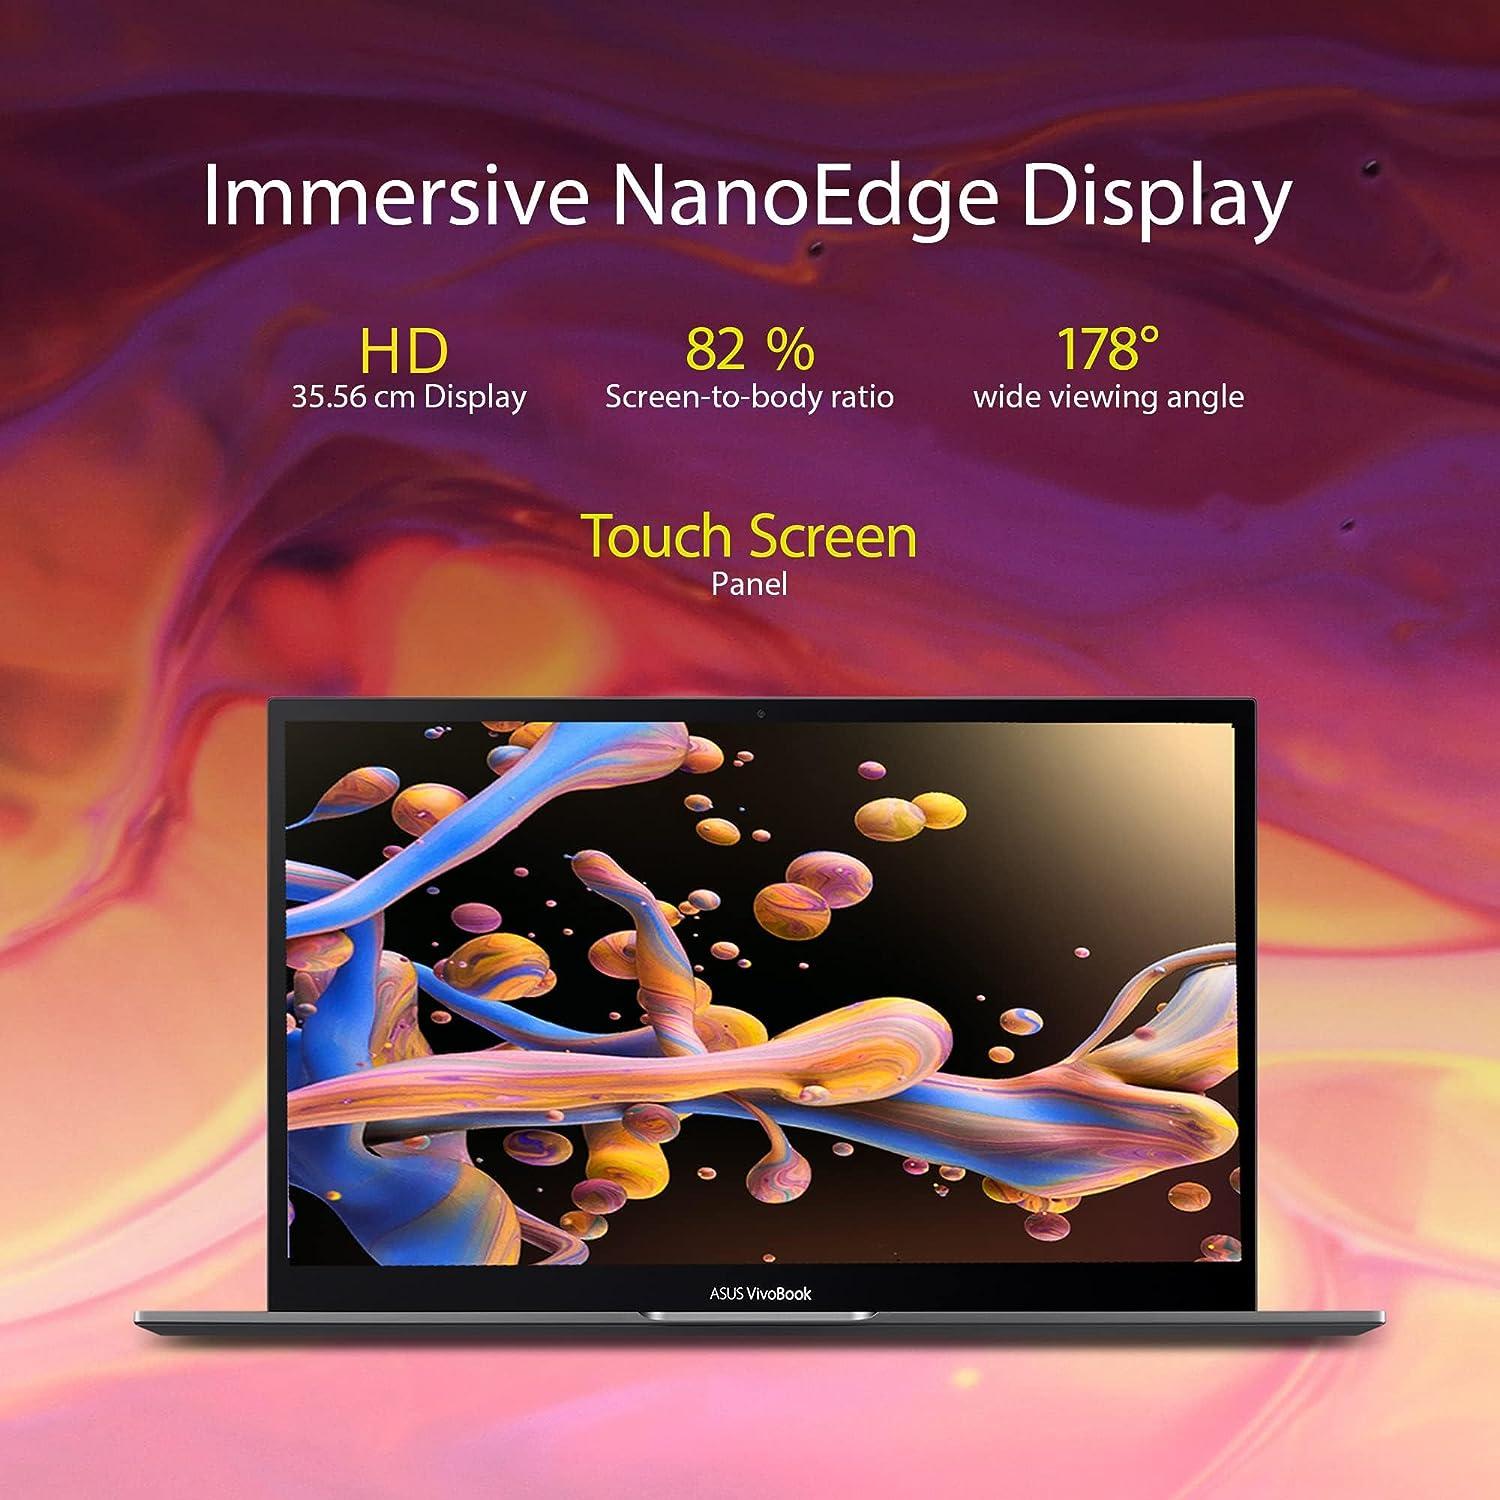 Immersive NanoEdge Display
HD
35.56 cm Display
82 %
Screen-to-body ratio
178°
wide viewing angle
Touch Screen
Panel
ASUS VivoBook